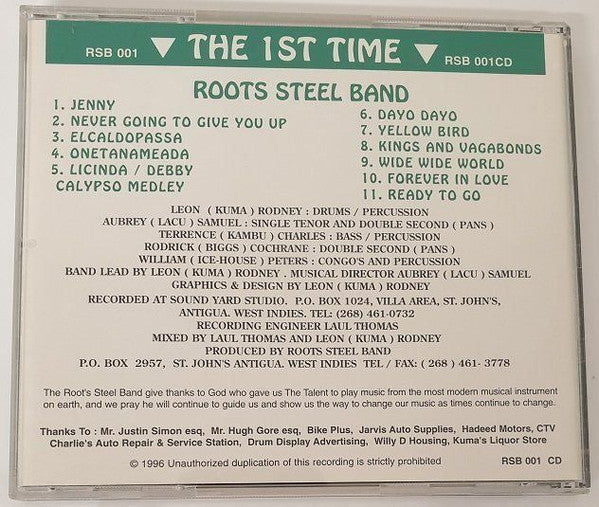 RSB 001 ▼ THE 1ST TIME ▼ RSB 001CD
ROOTS STEEL BAND
1. JENNY
2. NEVER GOING TO GIVE YOU UP
3. ELCALDOPASSA
4. ONETANAMEADA
5. LICINDA / DEBBY
CALYPSO MEDLEY
6. DAYO DAYO
7. YELLOW BIRD
8. KINGS AND VAGABONDS
9. WIDE WIDE WORLD
10. FOREVER IN LOVE
11. READY TO GO
LEON ( KUMA ) RODNEY : DRUMS / PERCUSSION
AUBREY ( LACU ) SAMUEL : SINGLE TENOR AND DOUBLE SECOND ( PANS )
TERRENCE ( KAMBU ) CHARLES : BASS / PERCUSSION
RODRICK ( BIGGS ) COCHRANE : DOUBLE SECOND ( PANS )
WILLIAM ( ICE-HOUSE ) PETERS : CONGO'S AND PERCUSSION
BAND LEAD BY LEON ( KUMA ) RODNEY . MUSICAL DIRECTOR AUBREY ( LACU ) SAMUEL
GRAPHICS & DESIGN BY LEON ( KUMA ) RODNEY
RECORDED AT SOUND YARD STUDIO. P.O. BOX 1024, VILLA AREA, ST. JOHN'S,
ANTIGUA. WEST INDIES. TEL: (268) 461-0732
RECORDING ENGINEER LAUL THOMAS
MIXED BY LAUL THOMAS AND LEON ( KUMA ) RODNEY
PRODUCED BY ROOTS STEEL BAND
P.O. BOX 2957, ST. JOHN'S ANTIGUA. WEST INDIES TEL / FAX: ( 268 ) 461- 3778
The Root's Steel Band give thanks to God who gave us The Talent to play music from the most modern musical instrument
on earth, and we pray he will continue to guide us and show us the way to change our music as times continue to change.
Thanks To : Mr. Justin Simon esq, Mr. Hugh Gore esq, Bike Plus, Jarvis Auto Supplies, Hadeed Motors, CTV
Charlie's Auto Repair & Service Station, Drum Display Advertising, Willy D Housing, Kuma's Liquor Store
© 1996 Unauthorized duplication of this recording is strictly prohibited RSB 001 CD